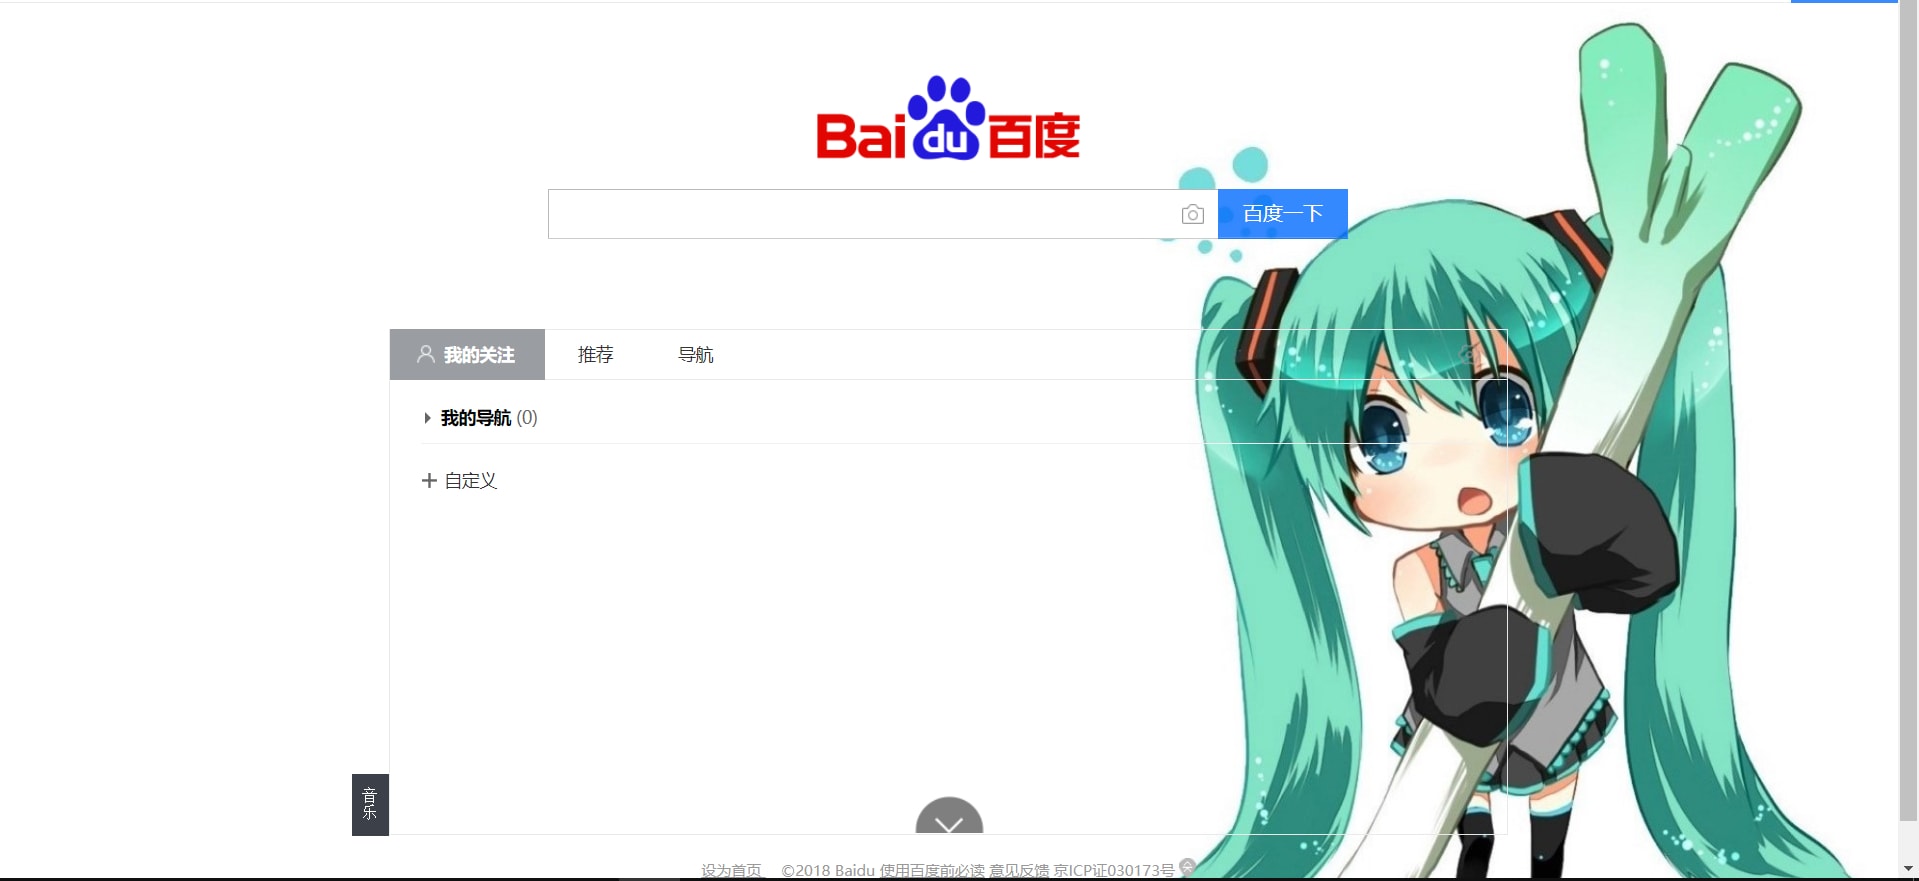 Bai du 百度
百度一下
我的关注 推荐 导航
我的导航 (0)
自定义
音乐
设为首页 ©2018 Baidu 使用百度前必读 意见反馈 京ICP证030173号